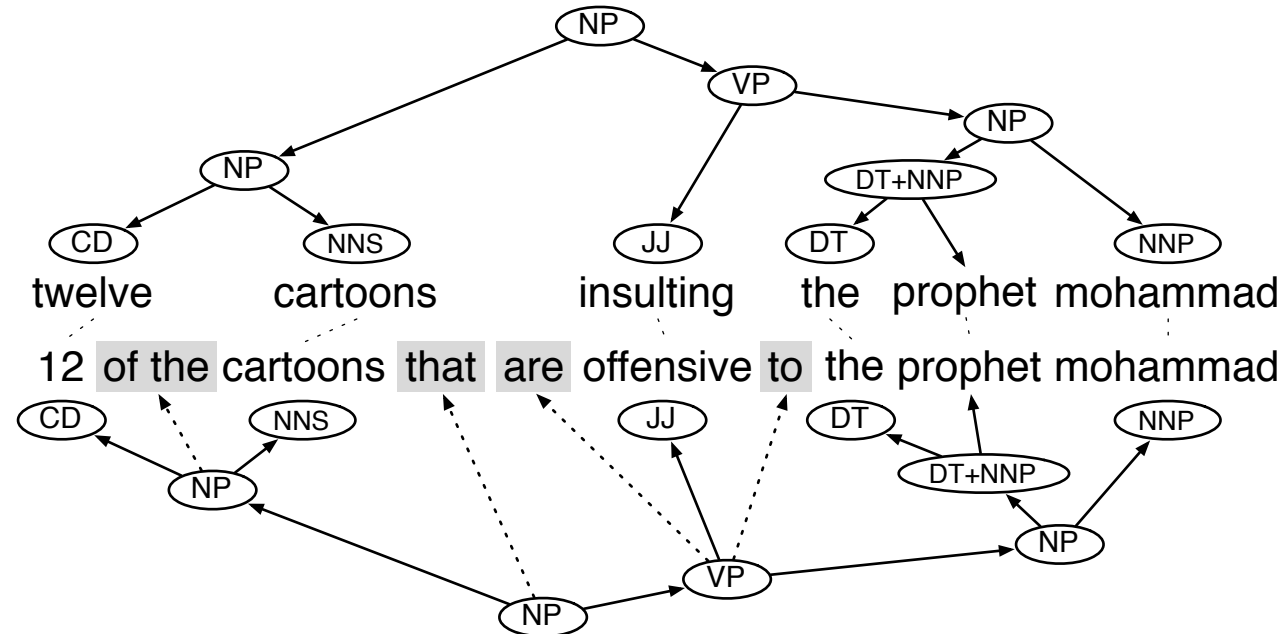 NP
VP
NP
NP
DT+NNP
CD NNS JJ DT NNP
twelve cartoons insulting the prophet mohammad
12 of the cartoons that are offensive to the prophet mohammad
CD NNS JJ DT NNP
DT+NNP
NP
NP
VP
NP